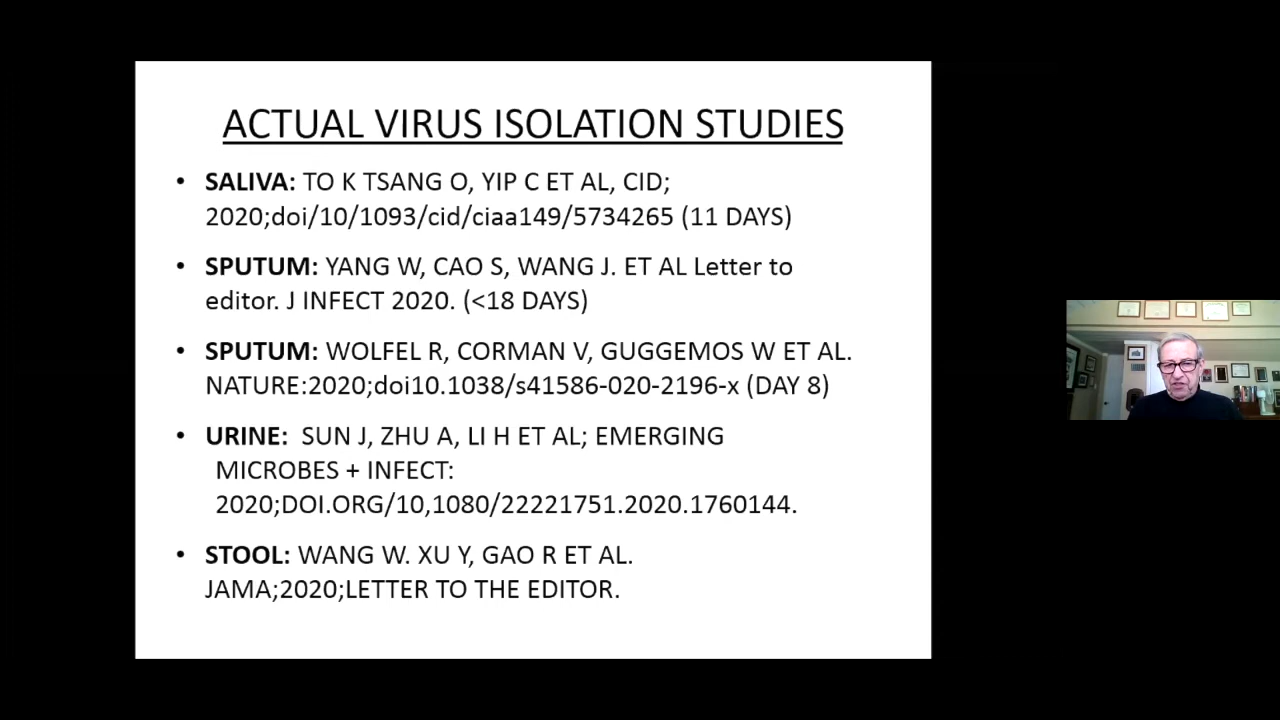 ACTUAL VIRUS ISOLATION STUDIES
• SALIVA: TO K TSANG O, YIP C ET AL, CID;
2020;doi/10/1093/cid/ciaa149/5734265 (11 DAYS)
• SPUTUM: YANG W, CAO S, WANG J. ET AL Letter to
editor. J INFECT 2020. (<18 DAYS)
• SPUTUM: WOLFEL R, CORMAN V, GUGGEMOS W ET AL.
NATURE:2020;doi10.1038/s41586-020-2196-x (DAY 8)
• URINE: SUN J, ZHU A, LI H ET AL; EMERGING
MICROBES + INFECT:
2020;DOI.ORG/10,1080/22221751.2020.1760144.
• STOOL: WANG W. XU Y, GAO R ET AL.
JAMA;2020;LETTER TO THE EDITOR.